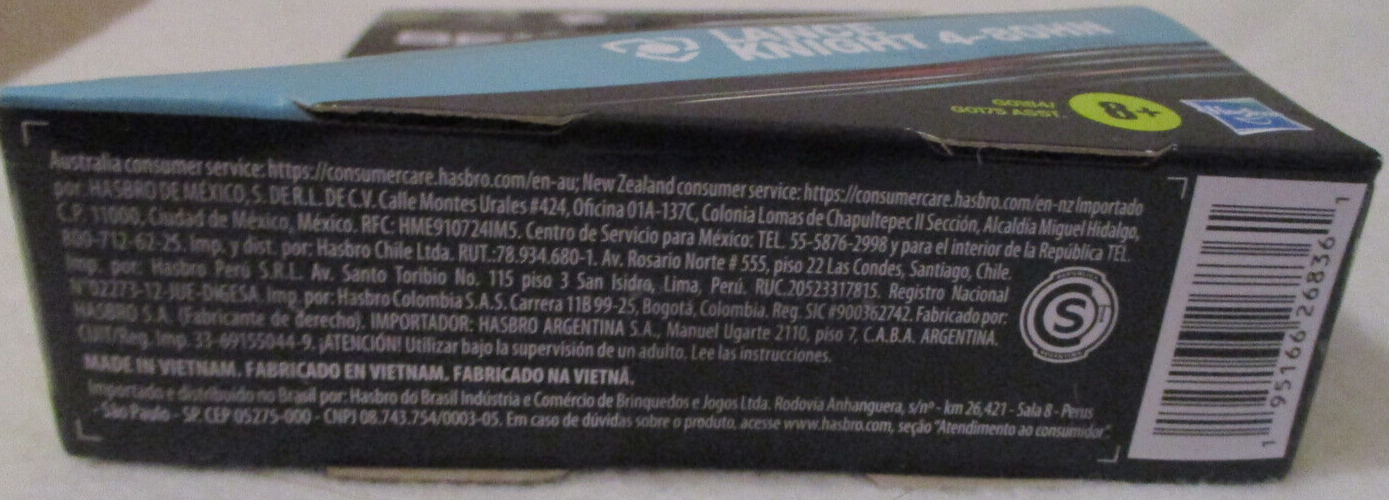 LANCE
KNIGHT 4-80HN
G0184/
G0175 ASST.
8+
Hasbro
Australia consumer service: https://consumercare.hasbro.com/en-au; New Zealand consumer service: https://consumercare.hasbro.com/en-nz Importado
por: HASBRO DE MÉXICO, S. DE R.L. DE C.V. Calle Montes Urales #424, Oficina 01A-137C, Colonia Lomas de Chapultepec II Sección, Alcaldía Miguel Hidalgo,
C.P. 11000, Ciudad de México, México. RFC: HME910724IM5. Centro de Servicio para México: TEL. 55-5876-2998 y para el interior de la República TEL.
800-712-62-25. Imp. y dist. por: Hasbro Chile Ltda. RUT.:78.934.680-1. Av. Rosario Norte # 555, piso 22 Las Condes, Santiago, Chile.
Imp. por: Hasbro Perú S.R.L. Av. Santo Toribio No. 115 piso 3 San Isidro, Lima, Perú. RUC.20523317815. Registro Nacional
N°02273-12-JUE-DIGESA. Imp. por: Hasbro Colombia S.A.S. Carrera 11B 99-25, Bogotá, Colombia. Reg. SIC #900362742. Fabricado por:
HASBRO S.A. (Fabricante de derecho). IMPORTADOR: HASBRO ARGENTINA S.A., Manuel Ugarte 2110, piso 7, C.A.B.A. ARGENTINA.
CUIT/Reg. Imp. 33-69155044-9. ¡ATENCIÓN! Utilizar bajo la supervisión de un adulto. Lee las instrucciones.
MADE IN VIETNAM. FABRICADO EN VIETNAM. FABRICADO NA VIETNÃ.
Importado e distribuido no Brasil por: Hasbro do Brasil Indústria e Comércio de Brinquedos e Jogos Ltda. Rodovia Anhanguera, s/nº - km 26,421 - Sala 8 - Perus
- São Paulo - SP. CEP 05275-000 - CNPJ 08.743.754/0003-05. Em caso de dúvidas sobre o produto, acesse www.hasbro.com, seção "Atendimento ao consumidor".
S
ARGENTINA
1 95166 26836 7